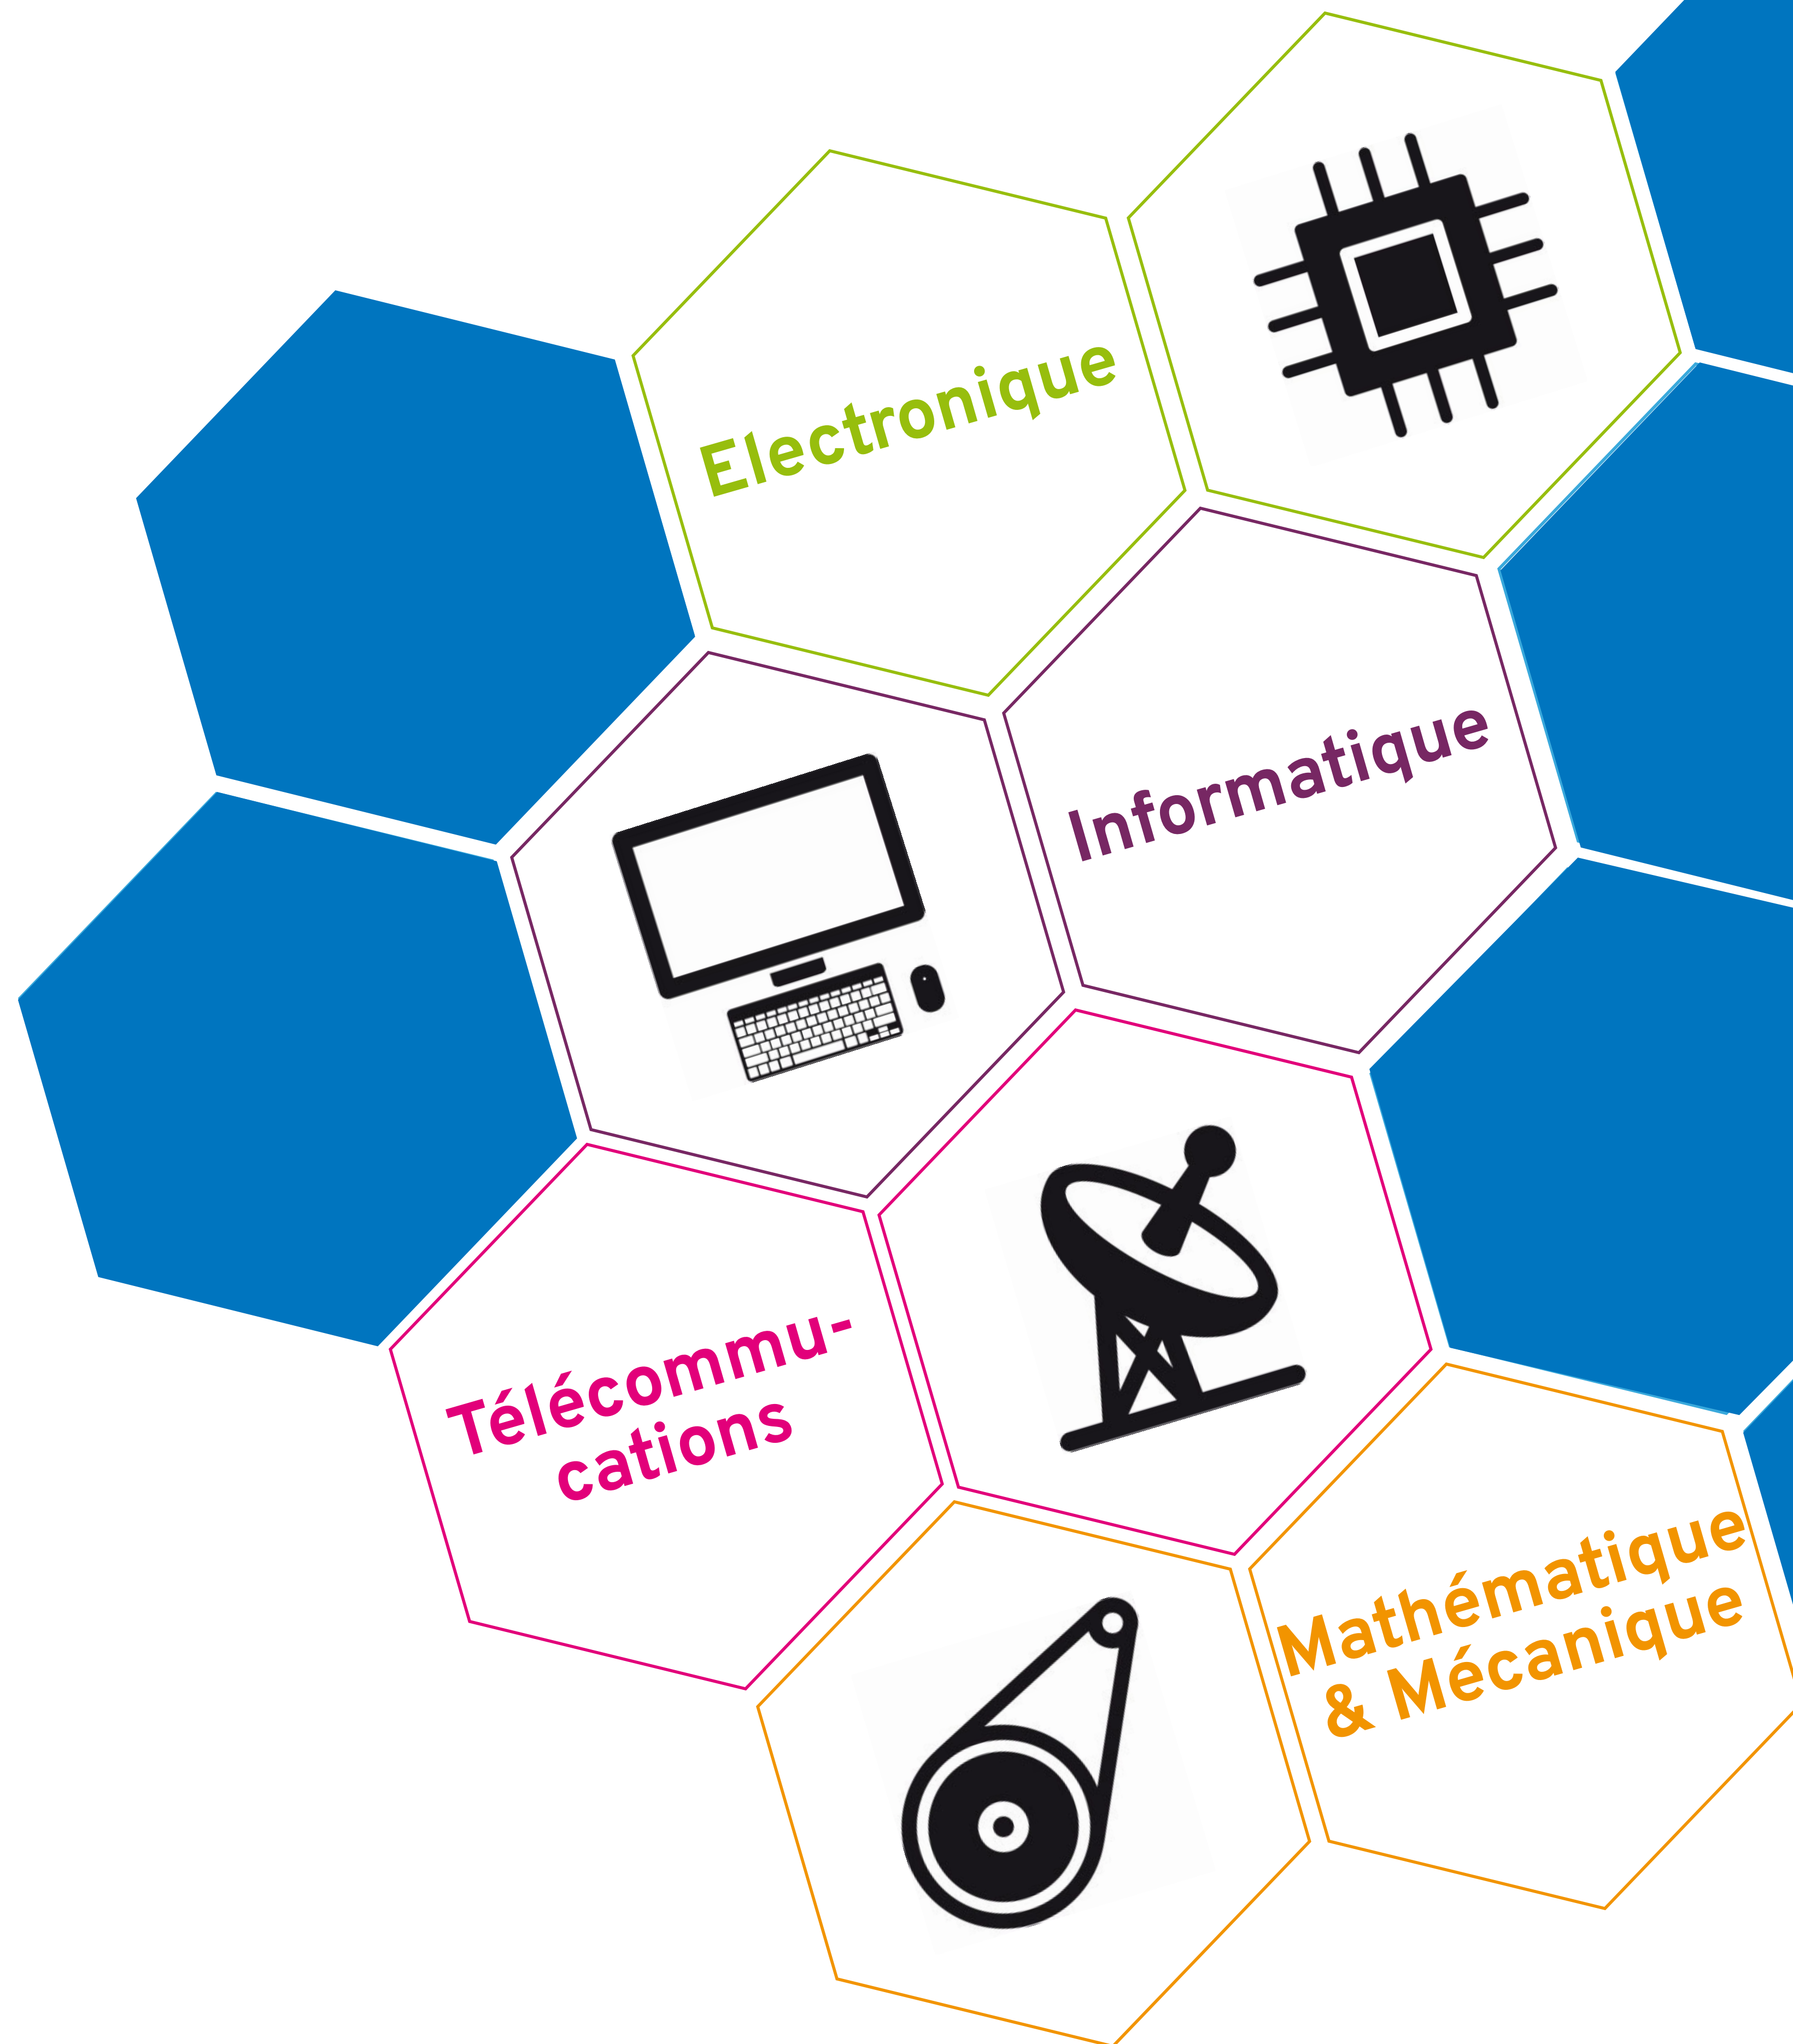 Electronique
Informatique
Télécommu-
cations
Mathématique
& Mécanique